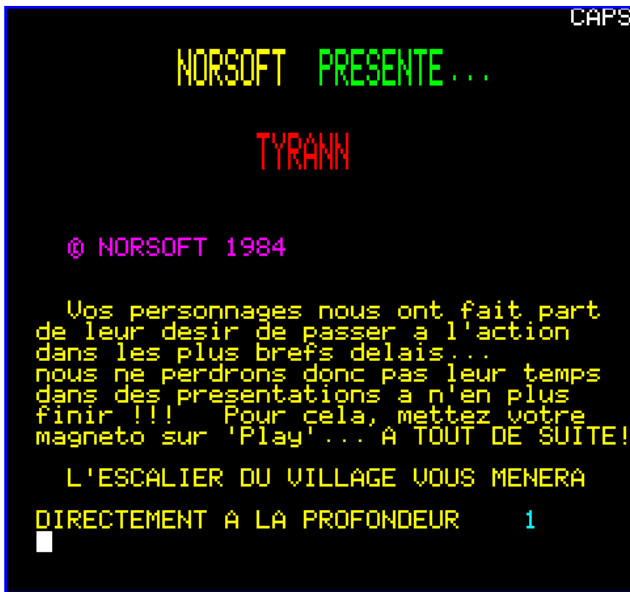 CAPS
NORSOFT PRESENTE...
TYRANN
© NORSOFT 1984
Vos personnages nous ont fait part
de leur desir de passer a l'action
dans les plus brefs delais...
nous ne perdrons donc pas leur temps
dans des presentations a n'en plus
finir !!! Pour cela, mettez votre
magneto sur 'Play'... A TOUT DE SUITE!
L'ESCALIER DU VILLAGE VOUS MENERA
DIRECTEMENT A LA PROFONDEUR 1